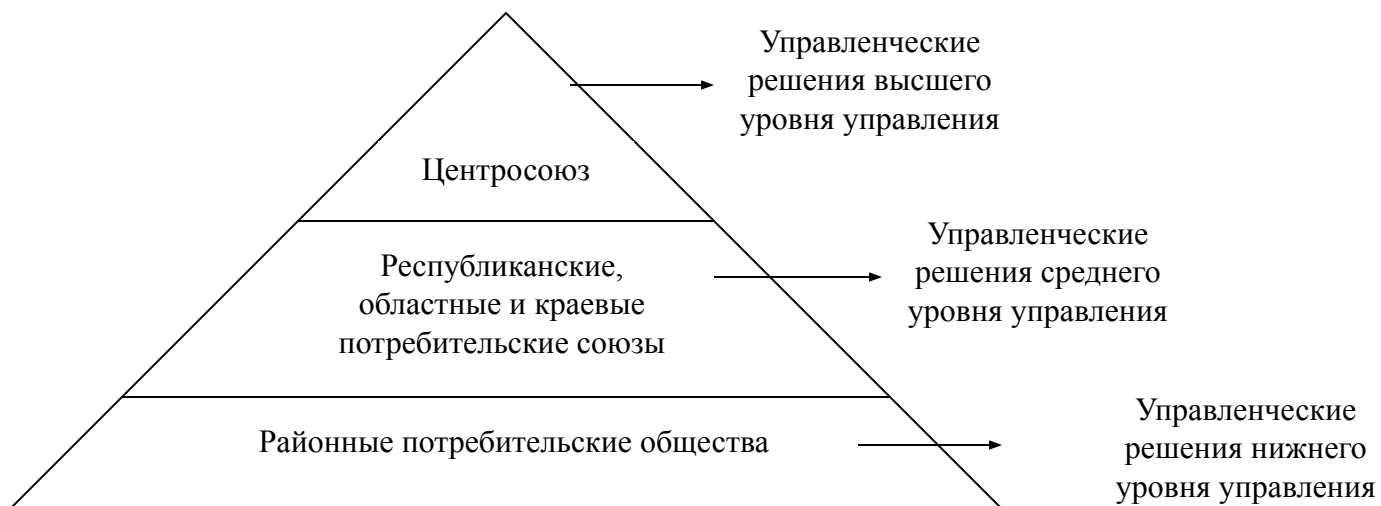 Управленческие
решения высшего
уровня управления
Центросоюз
Управленческие
решения среднего
уровня управления
Республиканские,
областные и краевые
потребительские союзы
Управленческие
решения нижнего
уровня управления
Районные потребительские общества